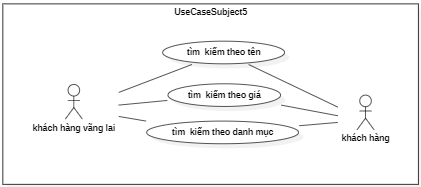 UseCaseSubject5
tìm kiếm theo tên
tìm kiếm theo giá
khách hàng vãng lai
tìm kiếm theo danh mục
khách hàng